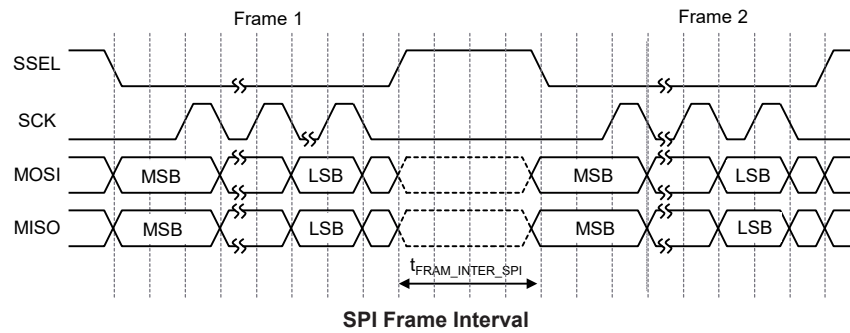 Frame 1
Frame 2
SSEL
SCK
MOSI
MSB
LSB
MSB
LSB
MISO
MSB
LSB
MSB
LSB
tFRAM_INTER_SPI
SPI Frame Interval